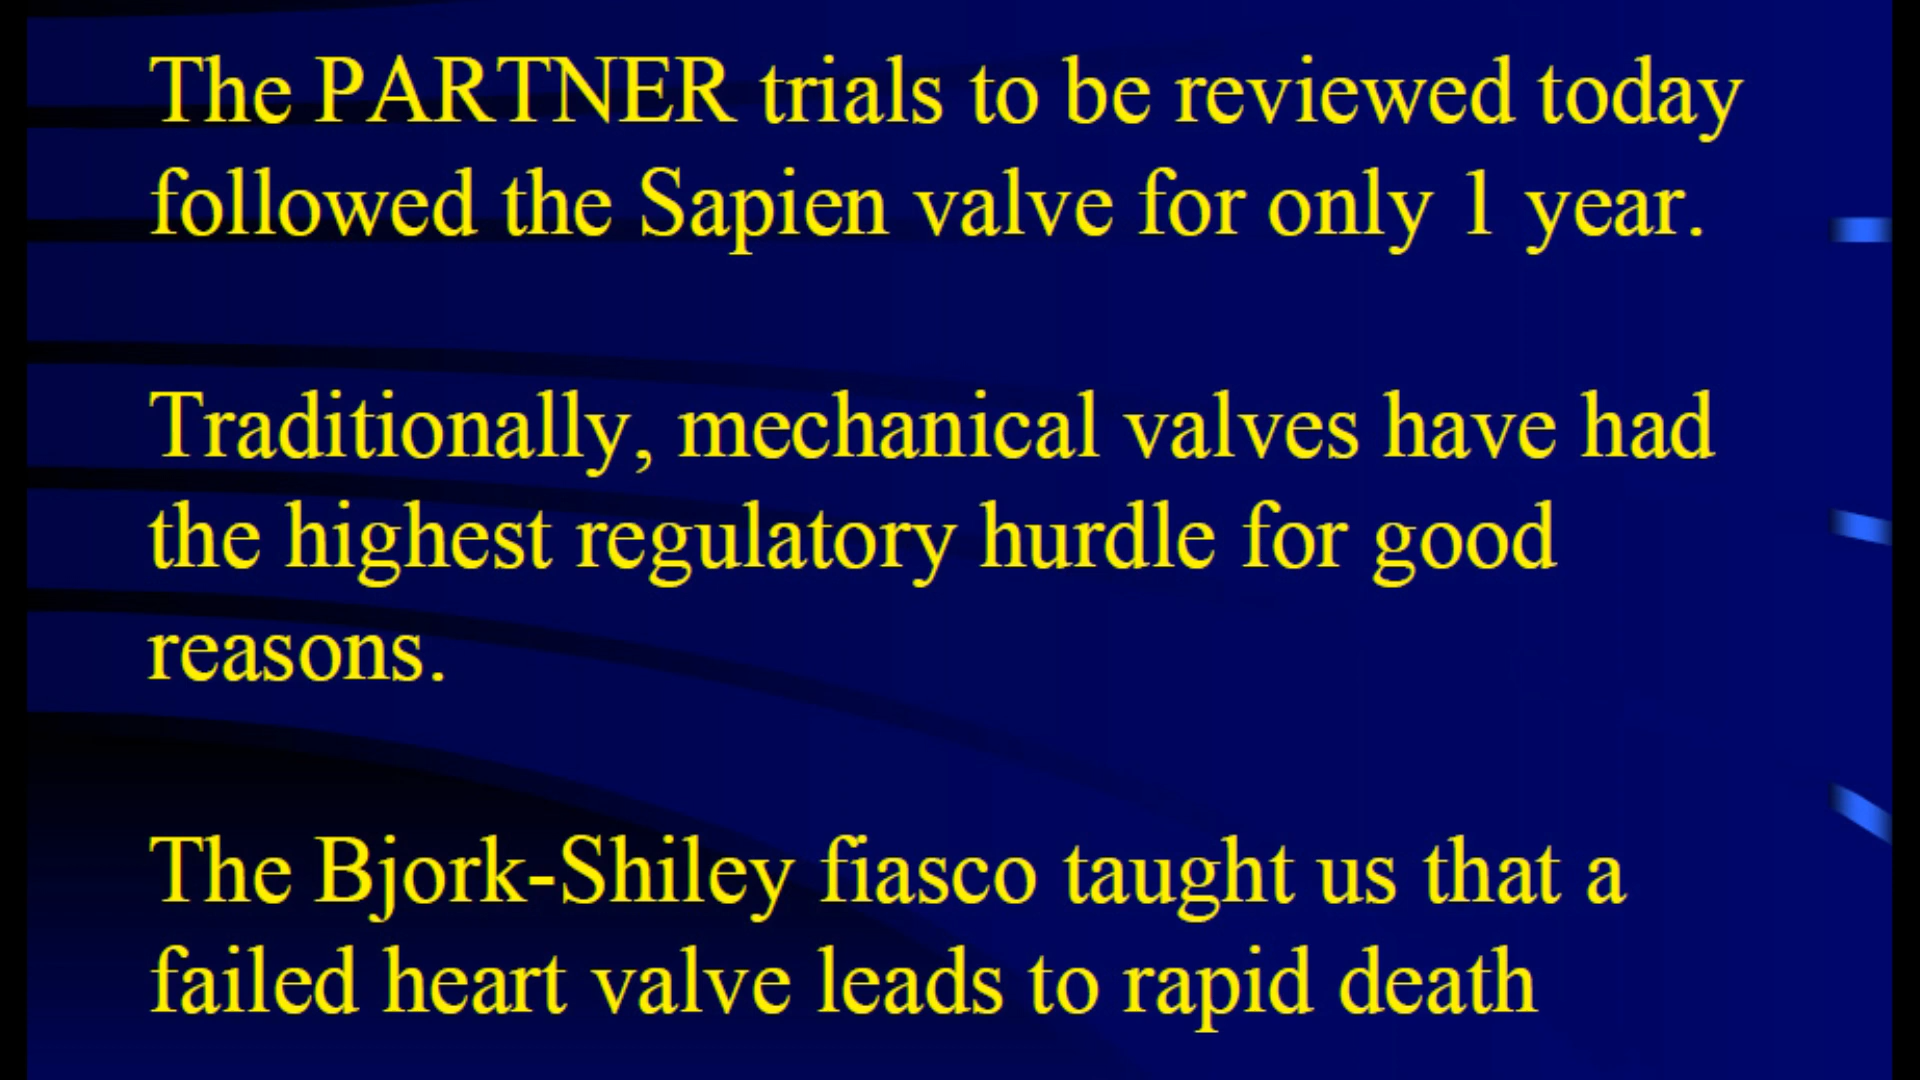 The PARTNER trials to be reviewed today
followed the Sapien valve for only 1 year.
Traditionally, mechanical valves have had
the highest regulatory hurdle for good
reasons.
The Bjork-Shiley fiasco taught us that a
failed heart valve leads to rapid death